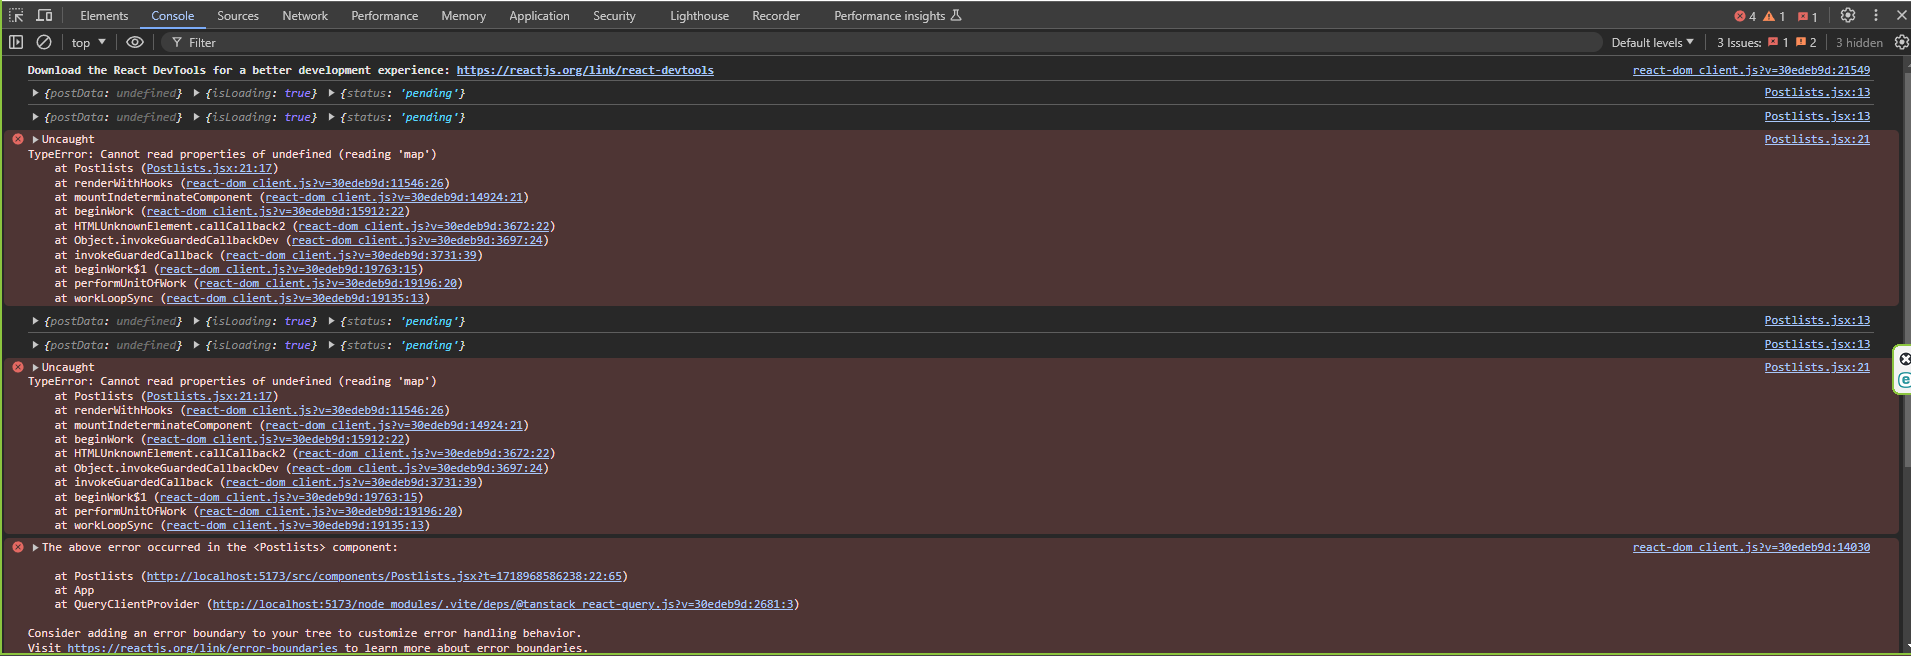 Elements Console Sources Network Performance Memory Application Security Lighthouse Recorder Performance insights 4 1 1
top Filter Default levels 3 Issues: 1 2 3 hidden
Download the React DevTools for a better development experience: https://reactjs.org/link/react-devtools react-dom_client.js?v=30edeb9d:21549
{postData: undefined} {isLoading: true} {status: 'pending'} Postlists.jsx:13
{postData: undefined} {isLoading: true} {status: 'pending'} Postlists.jsx:13
Uncaught Postlists.jsx:21
TypeError: Cannot read properties of undefined (reading 'map')
at Postlists (Postlists.jsx:21:17)
at renderWithHooks (react-dom_client.js?v=30edeb9d:11546:26)
at mountIndeterminateComponent (react-dom_client.js?v=30edeb9d:14924:21)
at beginWork (react-dom_client.js?v=30edeb9d:15912:22)
at HTMLUnknownElement.callCallback2 (react-dom_client.js?v=30edeb9d:3672:22)
at Object.invokeGuardedCallbackDev (react-dom_client.js?v=30edeb9d:3697:24)
at invokeGuardedCallback (react-dom_client.js?v=30edeb9d:3731:39)
at beginWork$1 (react-dom_client.js?v=30edeb9d:19763:15)
at performUnitOfWork (react-dom_client.js?v=30edeb9d:19196:20)
at workLoopSync (react-dom_client.js?v=30edeb9d:19135:13)
{postData: undefined} {isLoading: true} {status: 'pending'} Postlists.jsx:13
{postData: undefined} {isLoading: true} {status: 'pending'} Postlists.jsx:13
Uncaught Postlists.jsx:21
TypeError: Cannot read properties of undefined (reading 'map')
at Postlists (Postlists.jsx:21:17)
at renderWithHooks (react-dom_client.js?v=30edeb9d:11546:26)
at mountIndeterminateComponent (react-dom_client.js?v=30edeb9d:14924:21)
at beginWork (react-dom_client.js?v=30edeb9d:15912:22)
at HTMLUnknownElement.callCallback2 (react-dom_client.js?v=30edeb9d:3672:22)
at Object.invokeGuardedCallbackDev (react-dom_client.js?v=30edeb9d:3697:24)
at invokeGuardedCallback (react-dom_client.js?v=30edeb9d:3731:39)
at beginWork$1 (react-dom_client.js?v=30edeb9d:19763:15)
at performUnitOfWork (react-dom_client.js?v=30edeb9d:19196:20)
at workLoopSync (react-dom_client.js?v=30edeb9d:19135:13)
The above error occurred in the <Postlists> component: react-dom_client.js?v=30edeb9d:14030
at Postlists (http://localhost:5173/src/components/Postlists.jsx?t=1718968586238:22:65)
at App
at QueryClientProvider (http://localhost:5173/node_modules/.vite/deps/@tanstack_react-query.js?v=30edeb9d:2681:3)
Consider adding an error boundary to your tree to customize error handling behavior.
Visit https://reactjs.org/link/error-boundaries to learn more about error boundaries.